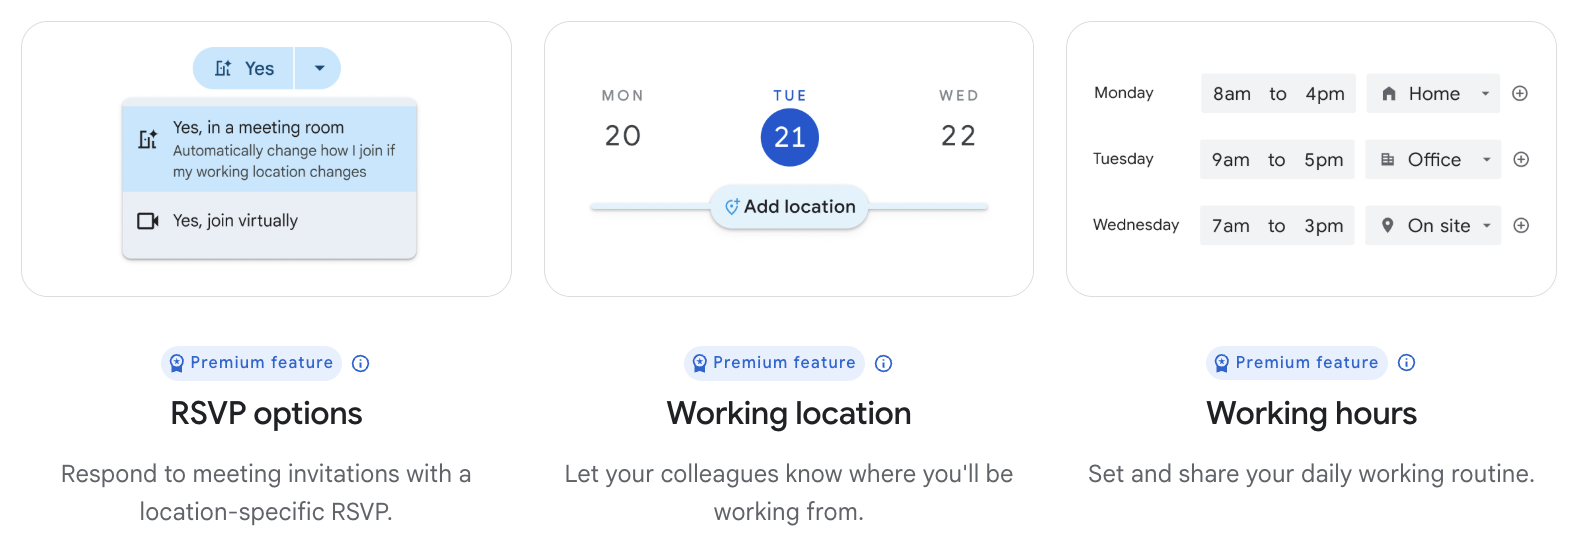 Yes
Yes, in a meeting room
Automatically change how I join if
my working location changes
Yes, join virtually
Premium feature
RSVP options
Respond to meeting invitations with a
location-specific RSVP.
MON TUE WED
20 21 22
Add location
Premium feature
Working location
Let your colleagues know where you'll be
working from.
Monday 8am to 4pm Home
Tuesday 9am to 5pm Office
Wednesday 7am to 3pm On site
Premium feature
Working hours
Set and share your daily working routine.